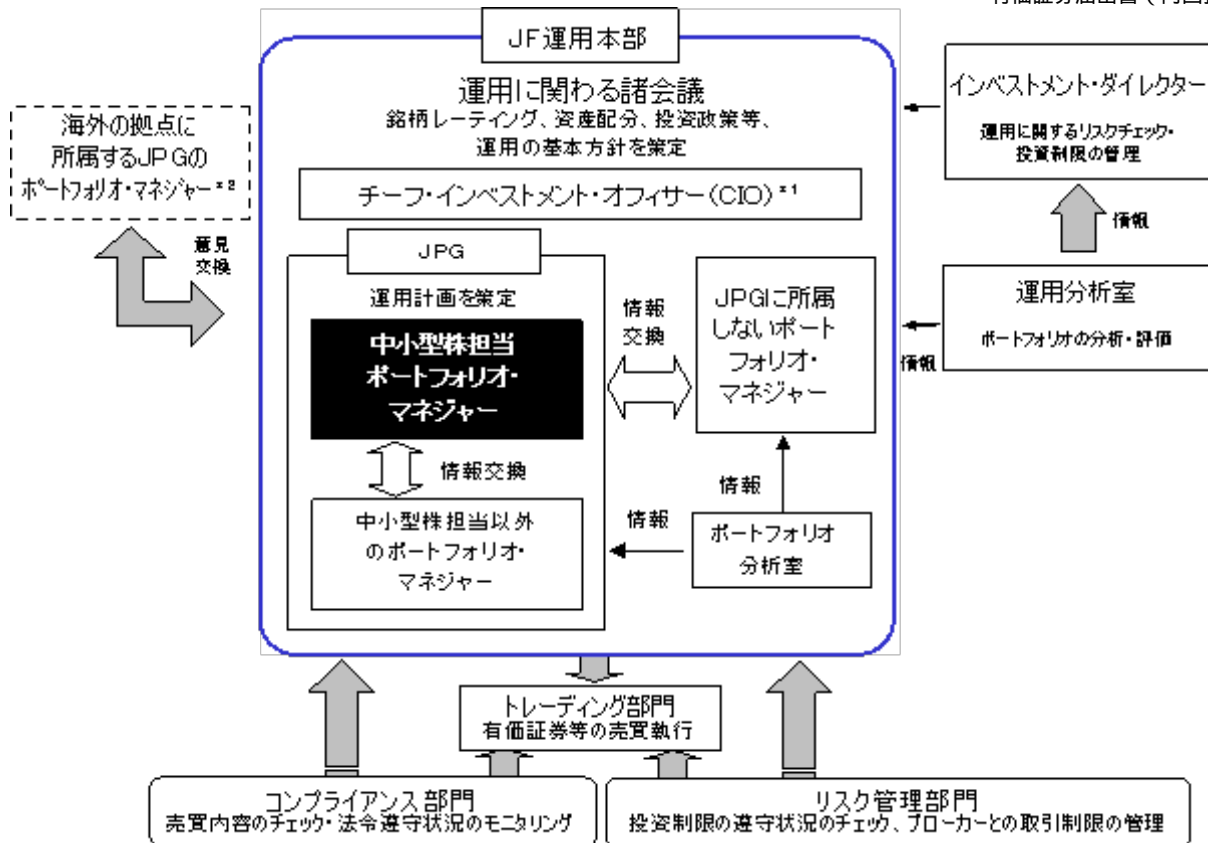 JF運用本部
運用に関わる諸会議
銘柄レーティング、資産配分、投資政策等、
運用の基本方針を策定
チーフ・インベストメント・オフィサー(CIO)*1
海外の拠点に
所属するJPGの
ポートフォリオ・マネジャー*2
意見
交換
JPG
運用計画を策定
中小型株担当
ポートフォリオ・
マネジャー
情報交換
中小型株担当以外
のポートフォリオ・
マネジャー
情報
交換
JPGに所属
しないポート
フォリオ・
マネジャー
情報
情報
ポートフォリオ
分析室
インベストメント・ダイレクター
運用に関するリスクチェック・
投資制限の管理
情報
運用分析室
ポートフォリオの分析・評価
情報
トレーディング部門
有価証券等の売買執行
コンプライアンス部門
売買内容のチェック・法令遵守状況のモニタリング
リスク管理部門
投資制限の遵守状況のチェック、ブローカーとの取引制限の管理